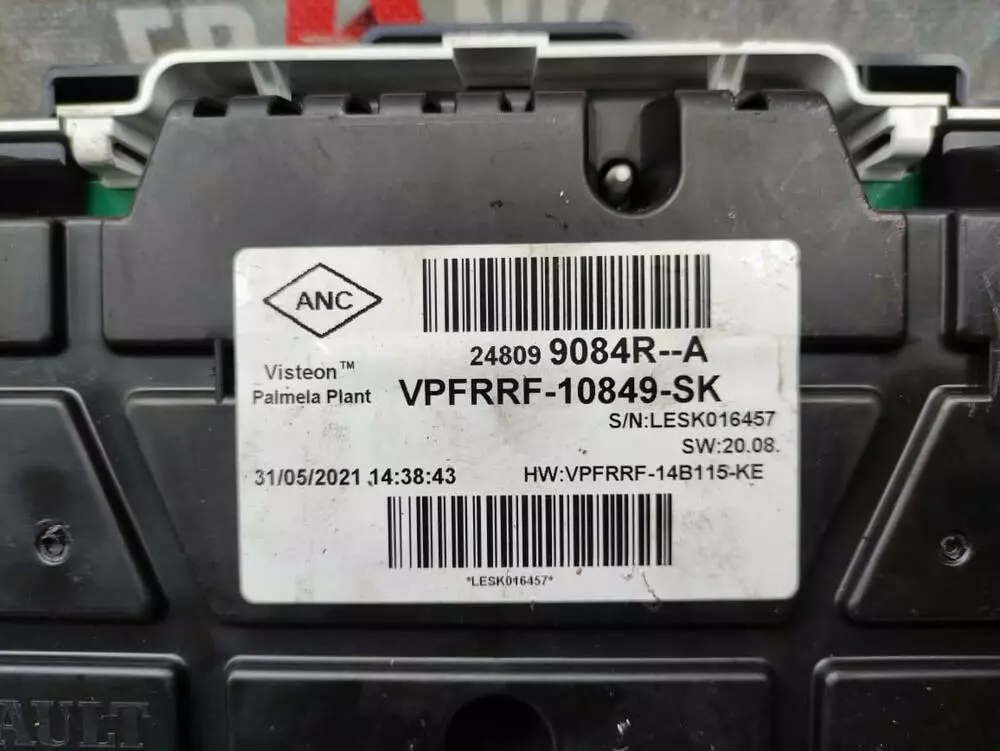 ANC
24809 9084R--A
Visteon™
Palmela Plant
VPFRRF-10849-SK
S/N:LESK016457
SW:20.08.
31/05/2021 14:38:43
HW:VPFRRF-14B115-KE
*LESK016457*
AULT